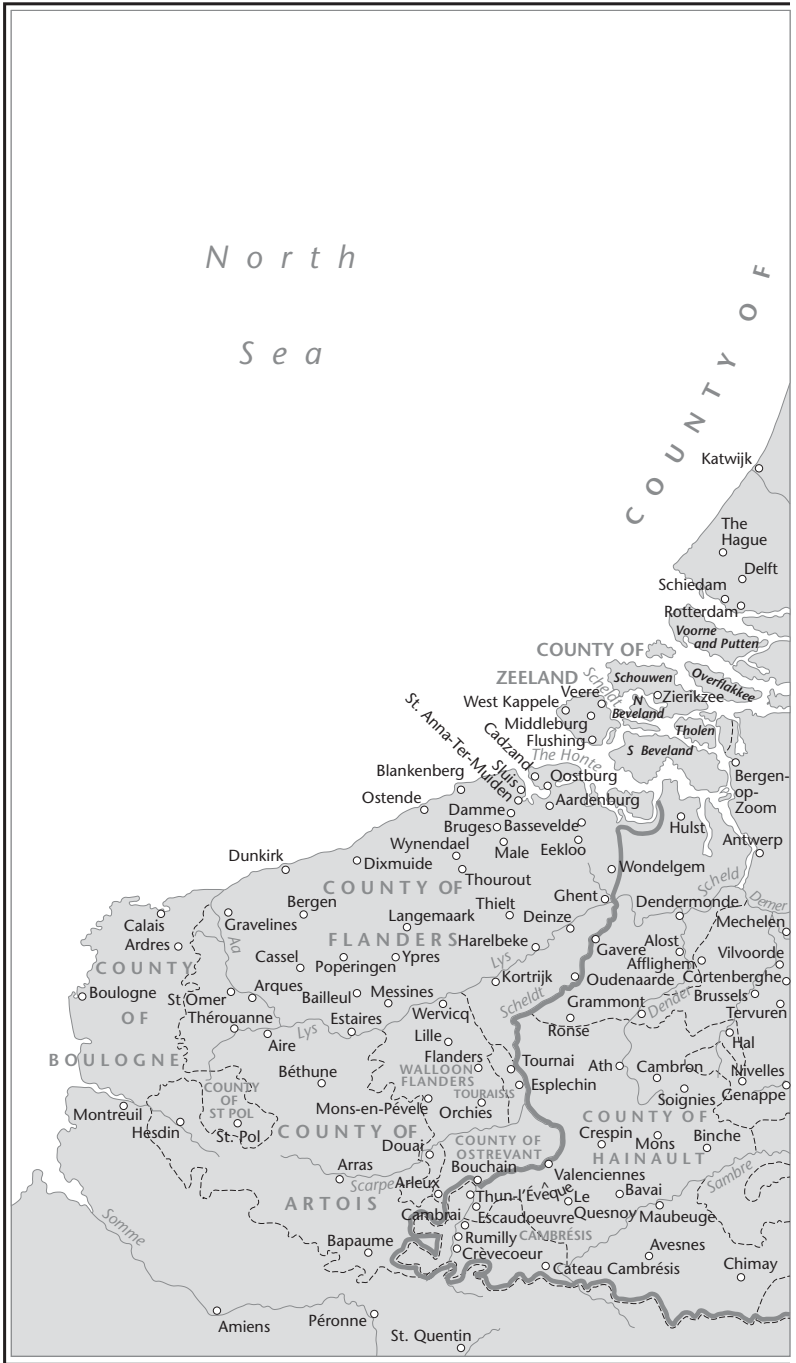 North
Sea
COUNTY OF
Katwijk
The
Hague
Delft
Schiedam
Rotterdam
Voorne
and Putten
COUNTY OF
ZEELAND
Scheldt
Schouwen
Overflakkee
Veere
N
Beveland
Zierikzee
West Kappele
Middleburg
Tholen
Flushing
S Beveland
The Honte
St. Anna-Ter-Muiden
Sluis
Cadzand
Blankenberg
Oostburg
Bergen-
op-
Zoom
Ostende
Aardenburg
Damme
Bruges
Bassevelde
Hulst
Wynendael
Male
Eekloo
Antwerp
Dunkirk
Dixmuide
Thourout
Wondelgem
COUNTY OF
Scheld
Ghent
Demer
Bergen
Thielt
Dendermonde
Calais
Gravelines
Langemaark
Deinze
Mechelen
Ardres
Aa
FLANDERS
Harelbeke
Lys
Gavere
Alost
Vilvoorde
COUNTY
Cassel
Poperingen
Ypres
Afflighem
Kortrijk
Oudenaarde
Cortenberghe
Boulogne
St Omer
Arques
Bailleul
Messines
Scheldt
Grammont
Dender
Brussels
OF
Thérouanne
Estaires
Wervicq
Tervuren
Lys
Ronse
Aire
Lille
Hal
BOULOGNE
Flanders
Tournai
Ath
Cambron
Nivelles
Béthune
WALLOON
FLANDERS
COUNTY
OF
ST POL
Esplechin
Soignies
Genappe
TOURAISIS
Montreuil
Mons-en-Pévele
Orchies
COUNTY OF
Hesdin
St. Pol
COUNTY OF
Crespin
Mons
Binche
Douai
COUNTY OF
OSTREVANT
HAINAULT
Arras
Bouchain
Valenciennes
Sambre
Scarpe
Arleux
Thun-l'Évêque
Le
Quesnoy
Bavai
ARTOIS
Cambrai
Escaudoeuvre
Maubeuge
Somme
Rumilly
CAMBRÉSIS
Bapaume
Crèvecoeur
Avesnes
Cateau Cambrésis
Chimay
Amiens
Péronne
St. Quentin